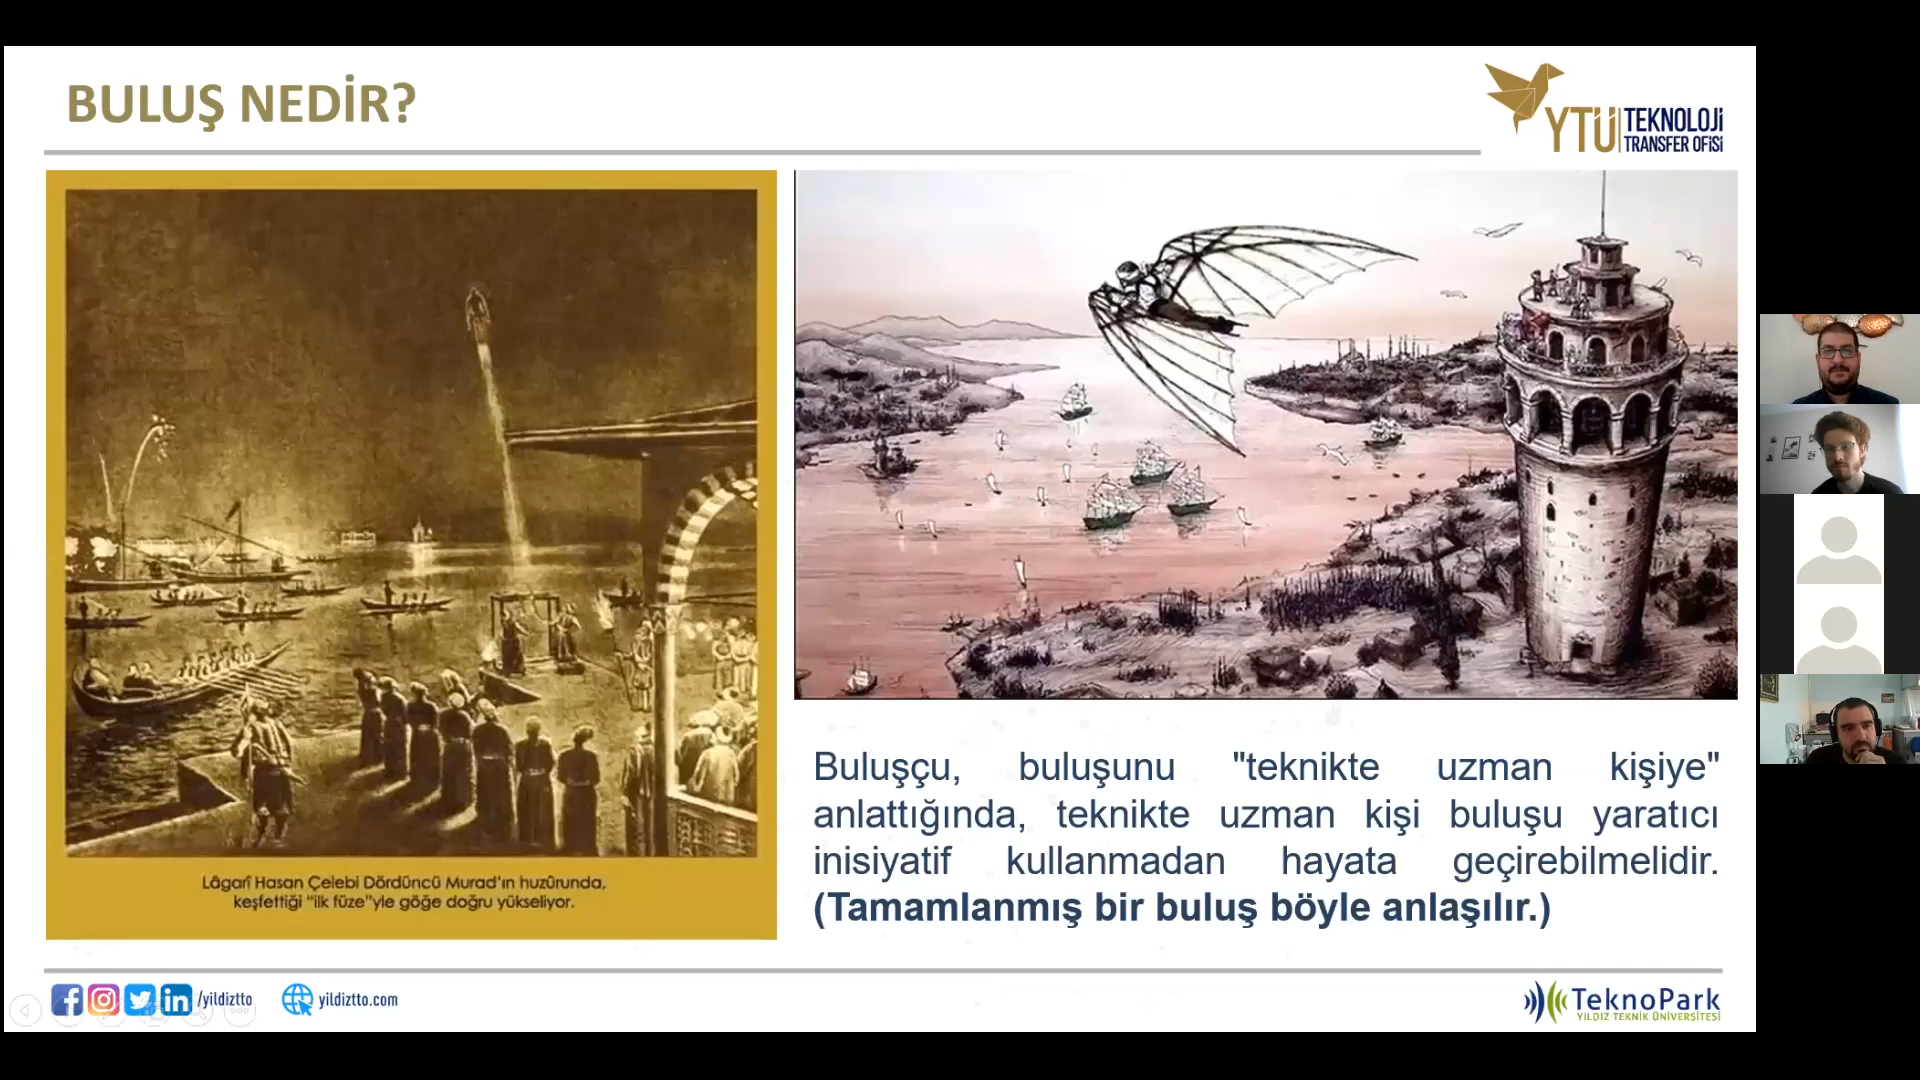 BULUŞ NEDİR?
YTÜ TEKNOLOJİ
TRANSFER OFİSİ
Lâgarî Hasan Çelebi Dördüncü Murad'ın huzûrunda,
keşfettiği "ilk füze"yle göğe doğru yükseliyor.
Buluşçu, buluşunu "teknikte uzman kişiye"
anlattığında, teknikte uzman kişi buluşu yaratıcı
inisiyatif kullanmadan hayata geçirebilmelidir.
(Tamamlanmış bir buluş böyle anlaşılır.)
/yildiztto
yildiztto.com
TeknoPark
YILDIZ TEKNİK ÜNİVERSİTESİ